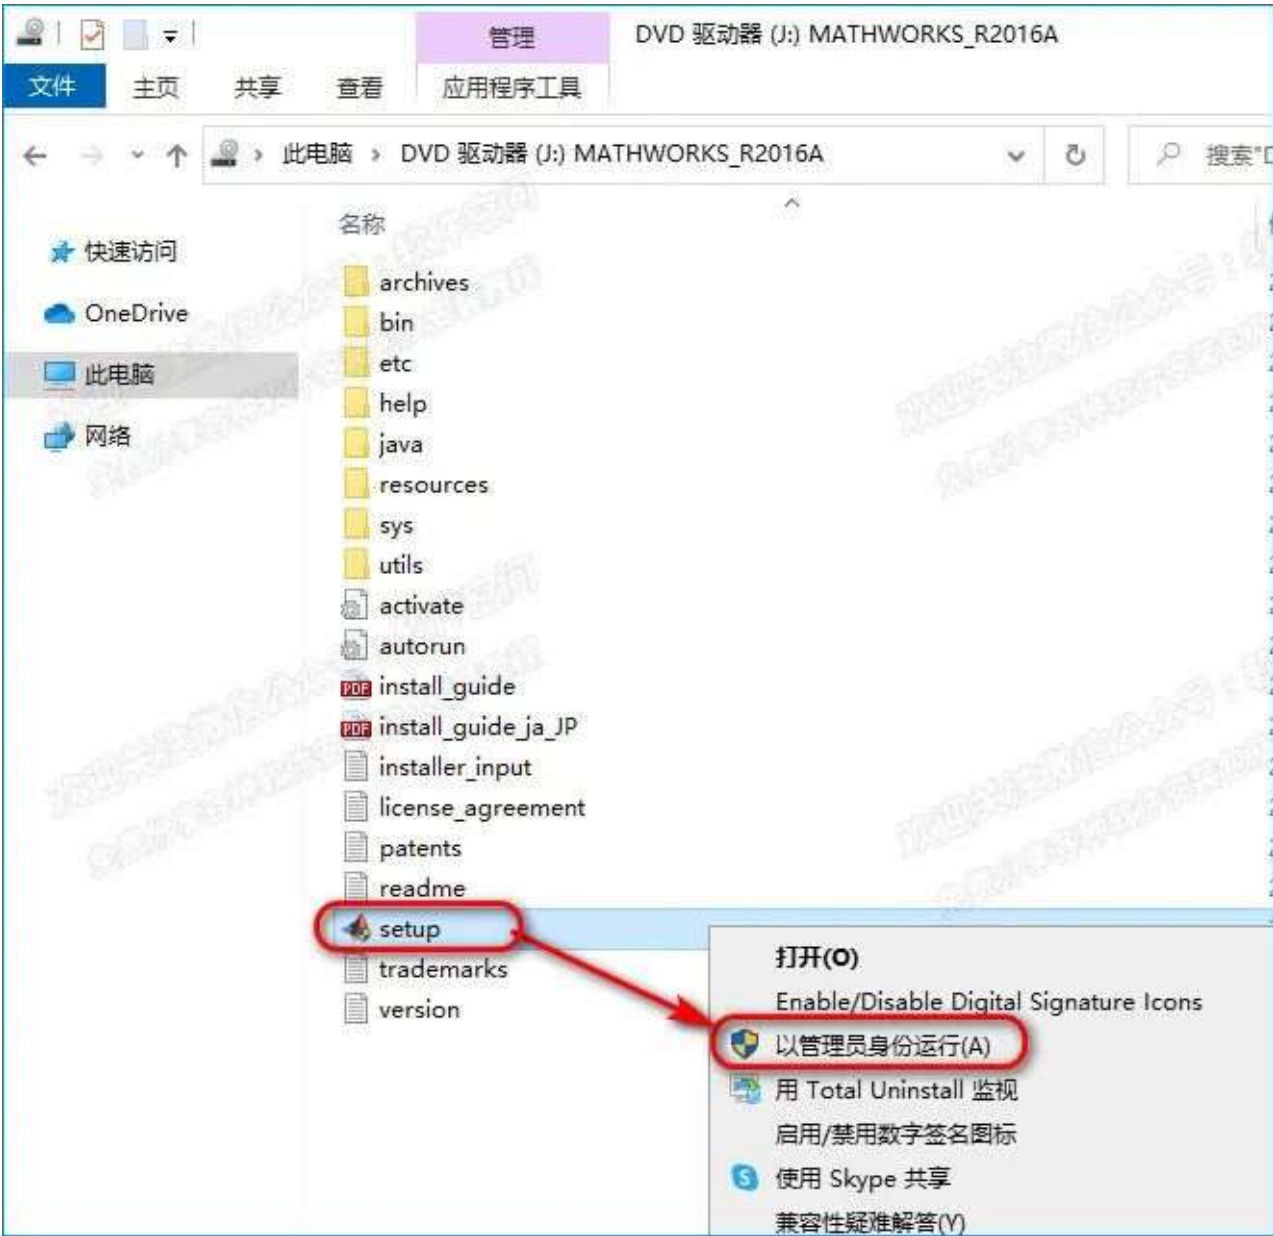 管理
DVD 驱动器 (J:) MATHWORKS_R2016A
文件
主页
共享
查看
应用程序工具
此电脑 › DVD 驱动器 (J:) MATHWORKS_R2016A
搜索"D
名称
快速访问
OneDrive
此电脑
网络
archives
bin
etc
help
java
resources
sys
utils
activate
autorun
PDF install_guide
PDF install_guide_ja_JP
installer_input
license_agreement
patents
readme
setup
trademarks
version
打开(O)
Enable/Disable Digital Signature Icons
以管理员身份运行(A)
用 Total Uninstall 监视
启用/禁用数字签名图标
使用 Skype 共享
兼容性疑难解答(Y)